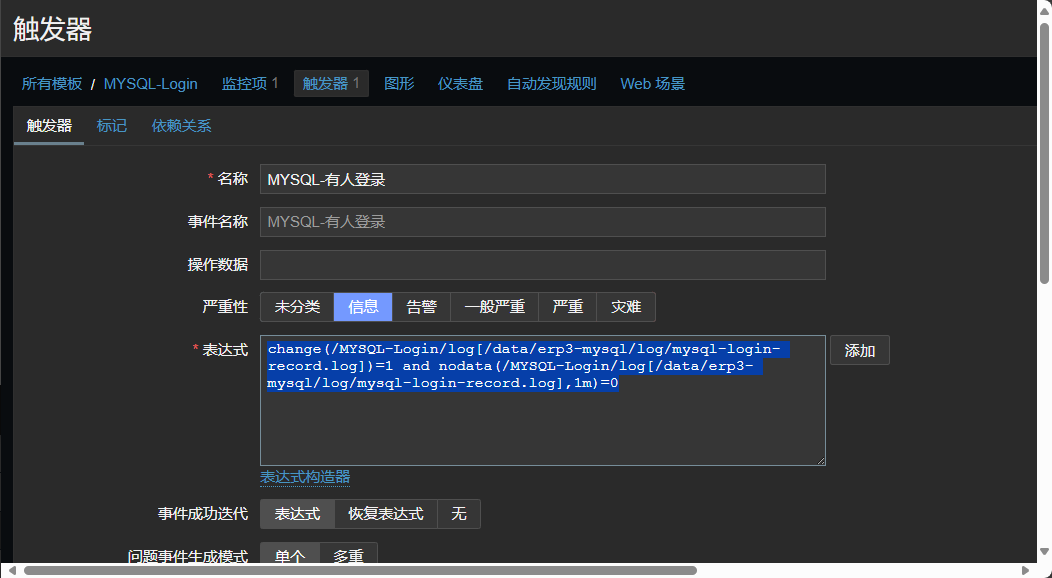 触发器
所有模板 / MYSQL-Login 监控项 1 触发器 1 图形 仪表盘 自动发现规则 Web 场景
触发器 标记 依赖关系
* 名称 MYSQL-有人登录
事件名称 MYSQL-有人登录
操作数据
严重性 未分类 信息 告警 一般严重 严重 灾难
* 表达式 change(/MYSQL-Login/log[/data/erp3-mysql/log/mysql-login- 添加
record.log])=1 and nodata(/MYSQL-Login/log[/data/erp3-
mysql/log/mysql-login-record.log],1m)=0
表达式构造器
事件成功迭代 表达式 恢复表达式 无
问题事件生成模式 单个 多重